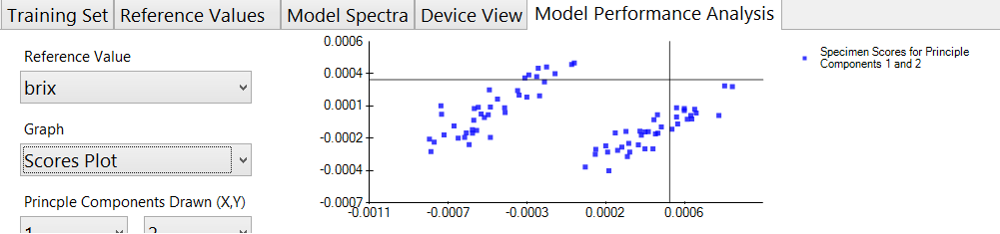 Training Set Reference Values Model Spectra Device View Model Performance Analysis
Reference Value
brix
Graph
Scores Plot
Princple Components Drawn (X,Y)
1 2
0.0006
0.0004
0.0001
-0.0002
-0.0004
-0.0007
-0.0011 -0.0007 -0.0003 0.0002 0.0006
Specimen Scores for Principle
Components 1 and 2